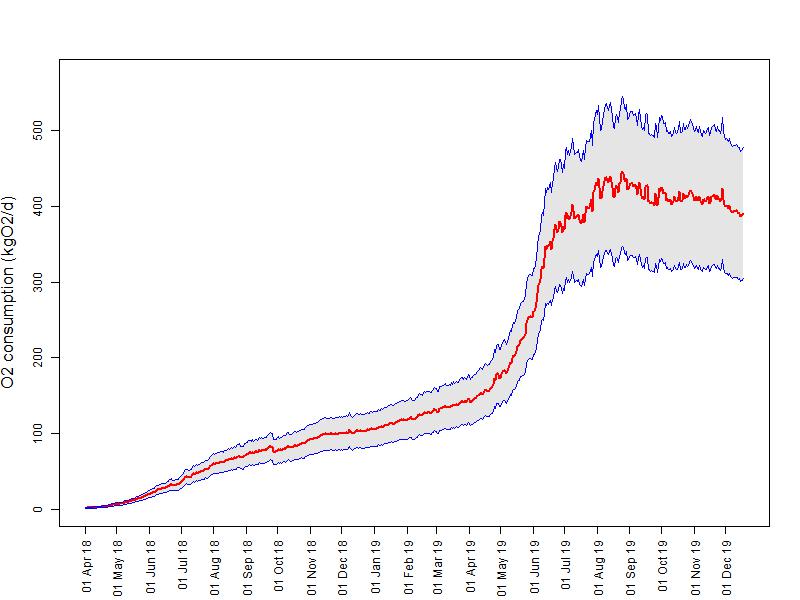 O2 consumption (kgO2/d)
500
400
300
200
100
0
01 Apr 18
01 May 18
01 Jun 18
01 Jul 18
01 Aug 18
01 Sep 18
01 Oct 18
01 Nov 18
01 Dec 18
01 Jan 19
01 Feb 19
01 Mar 19
01 Apr 19
01 May 19
01 Jun 19
01 Jul 19
01 Aug 19
01 Sep 19
01 Oct 19
01 Nov 19
01 Dec 19